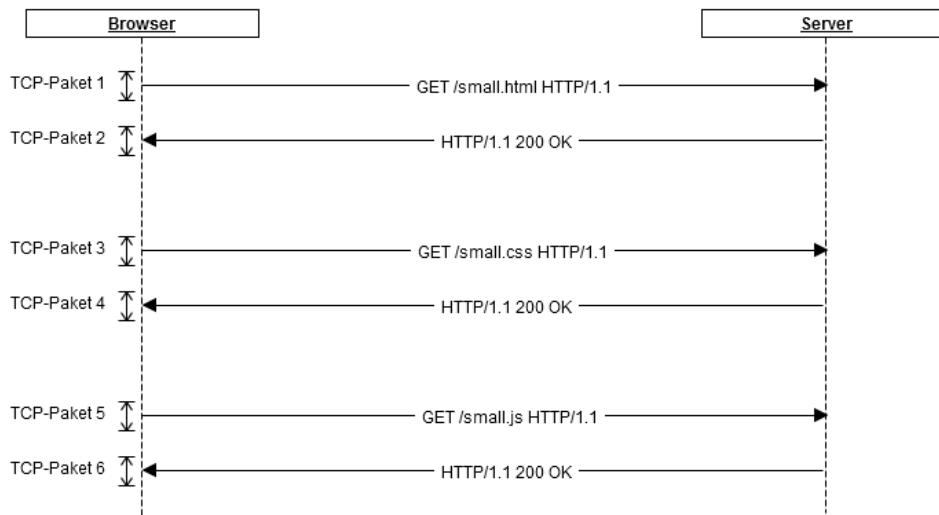 Browser Server
TCP-Paket 1 GET /small.html HTTP/1.1
TCP-Paket 2 HTTP/1.1 200 OK
TCP-Paket 3 GET /small.css HTTP/1.1
TCP-Paket 4 HTTP/1.1 200 OK
TCP-Paket 5 GET /small.js HTTP/1.1
TCP-Paket 6 HTTP/1.1 200 OK